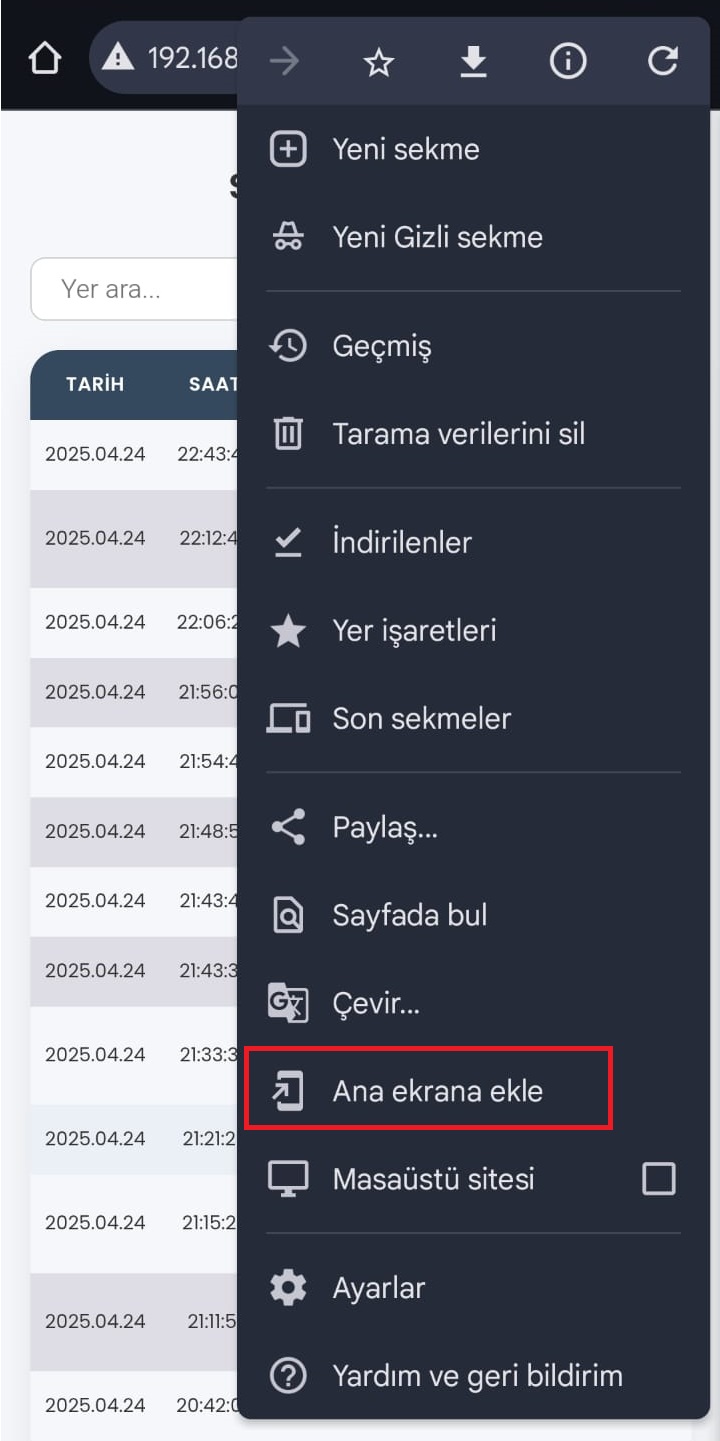 192.168
Yeni sekme
Yeni Gizli sekme
Geçmiş
Tarama verilerini sil
İndirilenler
Yer işaretleri
Son sekmeler
Paylaş...
Sayfada bul
Çevir...
Ana ekrana ekle
Masaüstü sitesi
Ayarlar
Yardım ve geri bildirim
Yer ara...
TARİH SAAT
2025.04.24 22:43:4
2025.04.24 22:12:4
2025.04.24 22:06:2
2025.04.24 21:56:0
2025.04.24 21:54:4
2025.04.24 21:48:5
2025.04.24 21:43:4
2025.04.24 21:43:3
2025.04.24 21:33:3
2025.04.24 21:21:2
2025.04.24 21:15:2
2025.04.24 21:11:5
2025.04.24 20:42:0